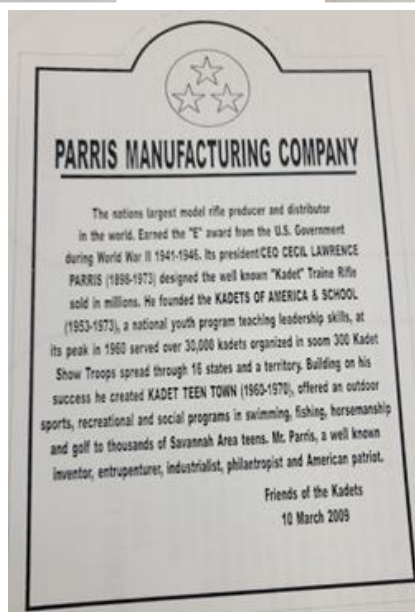 PARRIS MANUFACTURING COMPANY
The nations largest model rifle producer and distributor
in the world. Earned the "E" award from the U.S. Government
during World War II 1941-1946. Its president/CEO CECIL LAWRENCE
PARRIS (1898-1973) designed the well known "Kadet" Traine Rifle
sold in millions. He founded the KADETS OF AMERICA & SCHOOL
(1953-1973), a national youth program teaching leadership skills, at
its peak in 1960 served over 30,000 kadets organized in soom 300 Kadet
Show Troops spread through 16 states and a territory. Building on his
success he created KADET TEEN TOWN (1960-1970), offered an outdoor
sports, recreational and social programs in swimming, fishing, horsemanship
and golf to thousands of Savannah Area teens. Mr. Parris, a well known
inventor, entrupenturer, industrialist, philaetropist and American patriot.
Friends of the Kadets
10 March 2009